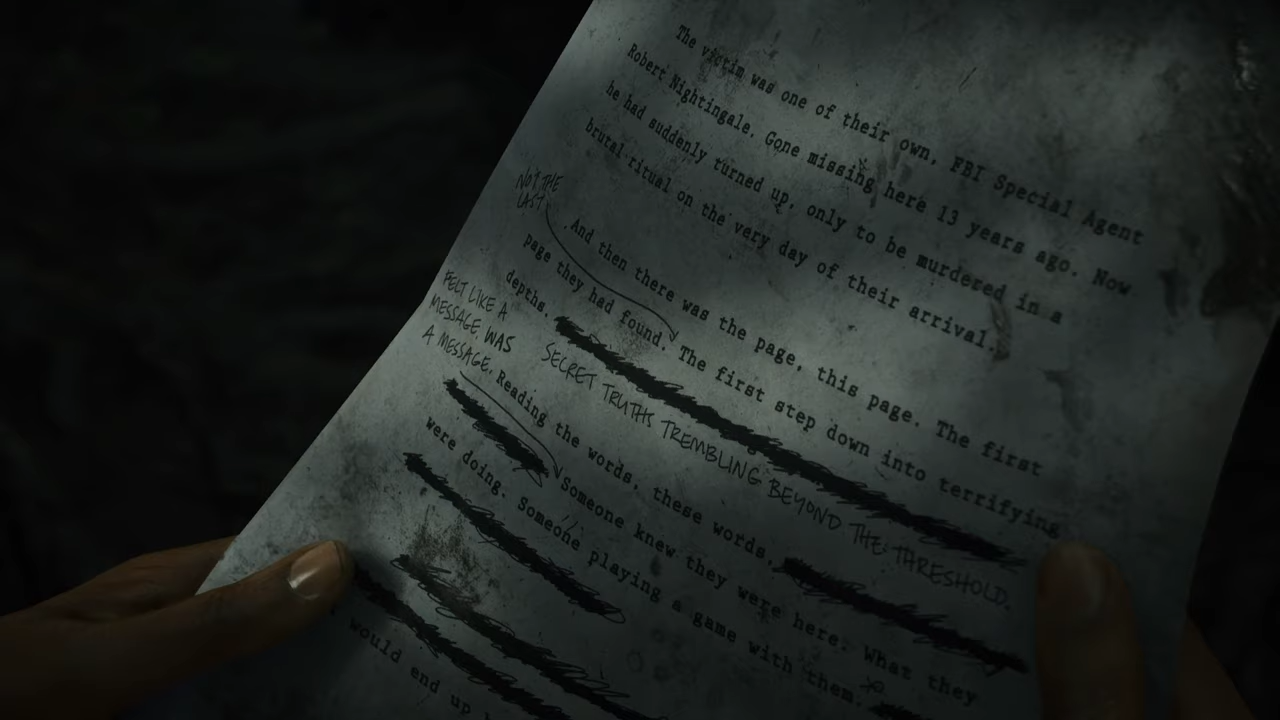 The victim was one of their own, FBI Special Agent
Robert Nightingale. Gone missing here 13 years ago. Now
he had suddenly turned up, only to be murdered in a
brutal ritual on the very day of their arrival.
NOT THE
LAST
And then there was the page, this page. The first
page they had found. The first step down into terrifying
depths.
SECRET TRUTHS TREMBLING BEYOND THE THRESHOLD.
FELT LIKE A
MESSAGE. WAS
A MESSAGE.
Reading the words, these words.
Someone knew they were here. What they
were doing. Someone playing a game with them.
would end up